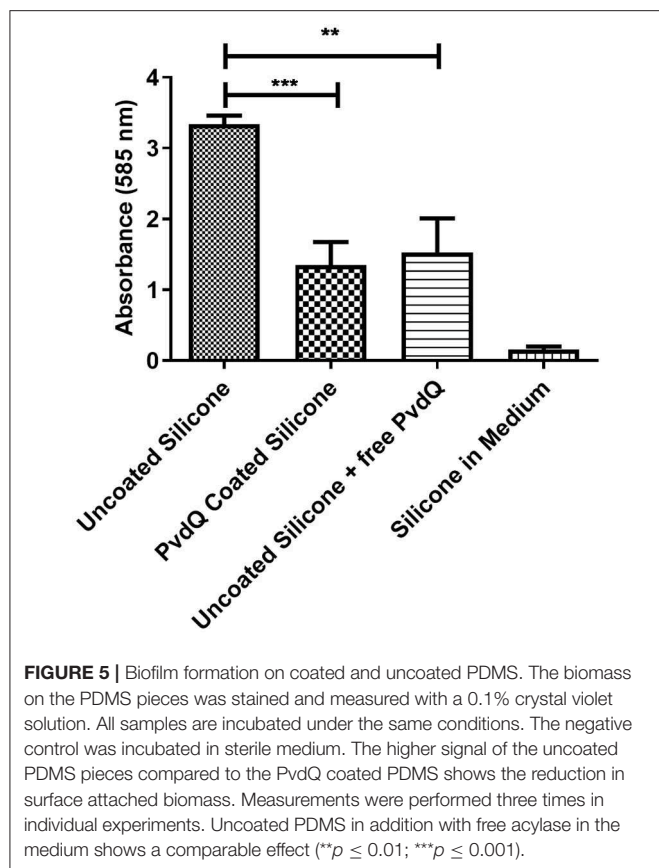 **
***
4
3
2
1
0
Absorbance (585 nm)
Uncoated Silicone
PvdQ Coated Silicone
Uncoated Silicone + free PvdQ
Silicone in Medium
FIGURE 5 | Biofilm formation on coated and uncoated PDMS. The biomass
on the PDMS pieces was stained and measured with a 0.1% crystal violet
solution. All samples are incubated under the same conditions. The negative
control was incubated in sterile medium. The higher signal of the uncoated
PDMS pieces compared to the PvdQ coated PDMS shows the reduction in
surface attached biomass. Measurements were performed three times in
individual experiments. Uncoated PDMS in addition with free acylase in the
medium shows a comparable effect (**p ≤ 0.01; ***p ≤ 0.001).